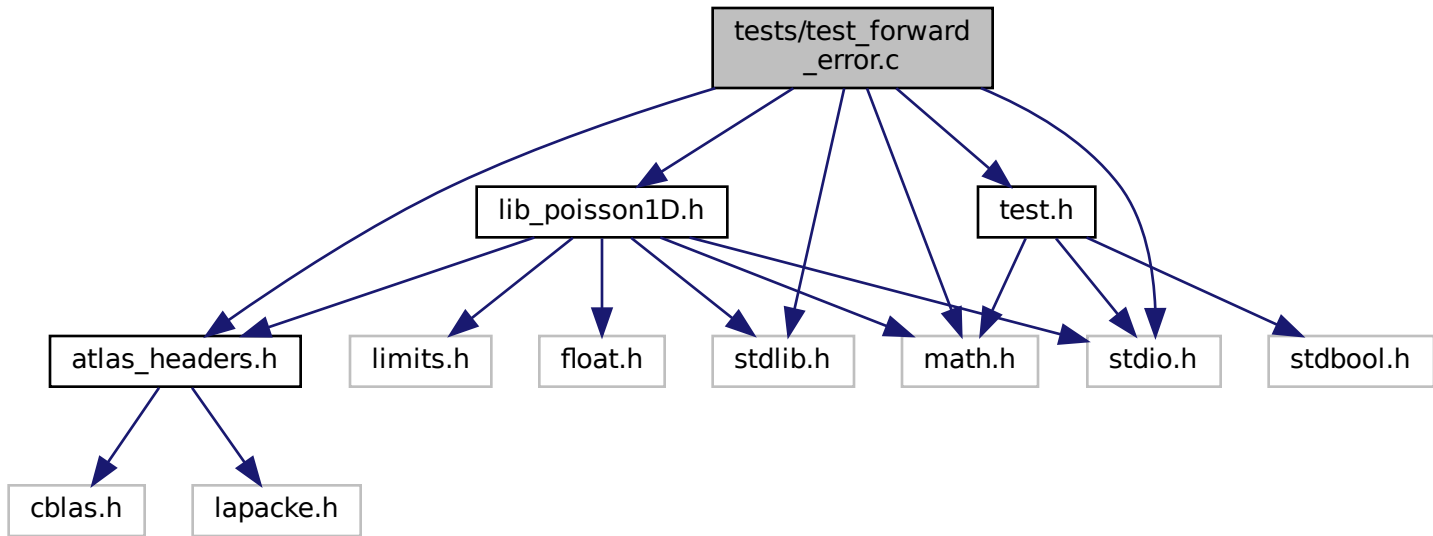 tests/test_forward
_error.c
lib_poisson1D.h
test.h
atlas_headers.h
limits.h
float.h
stdlib.h
math.h
stdio.h
stdbool.h
cblas.h
lapacke.h